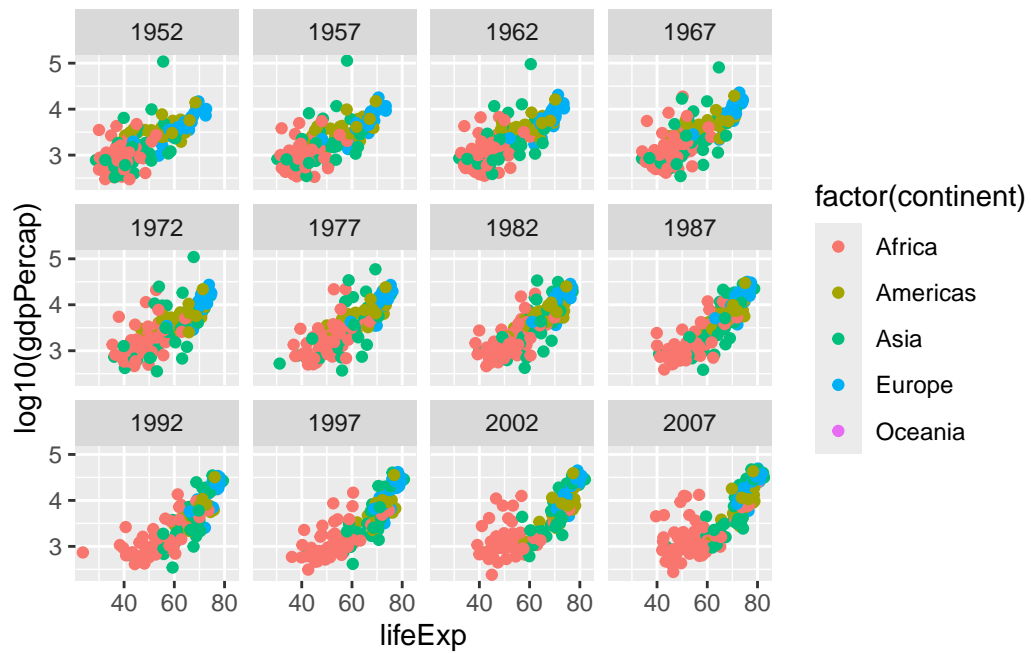 1952 1957 1962 1967
5
4
3
1972 1977 1982 1987
5
4
3
1992 1997 2002 2007
5
4
3
40 60 80 40 60 80 40 60 80 40 60 80
lifeExp
log10(gdpPercap)
factor(continent)
Africa
Americas
Asia
Europe
Oceania